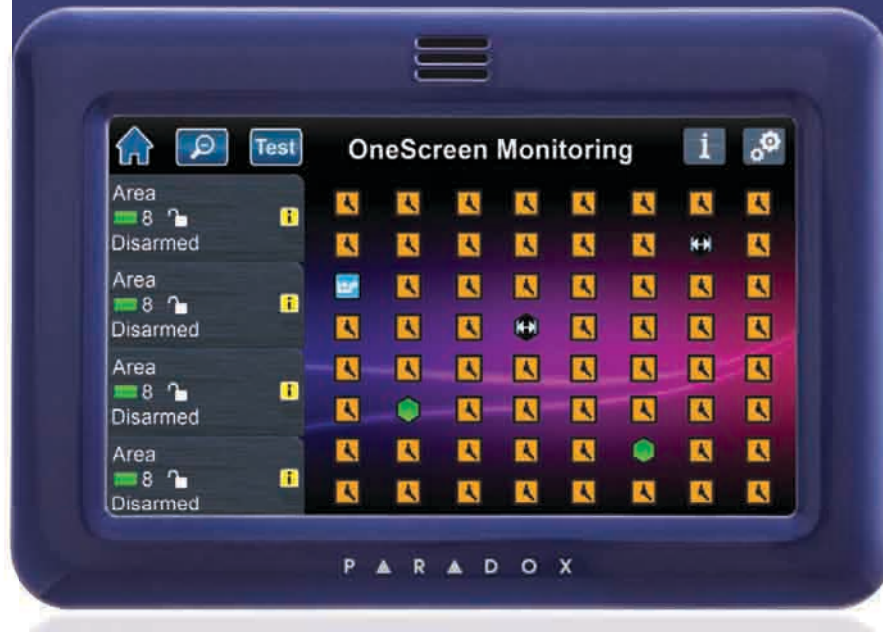 Test
OneScreen Monitoring
i
Area
8
i
Disarmed
Area
8
i
Disarmed
Area
8
i
Disarmed
Area
8
i
Disarmed
PARADOX